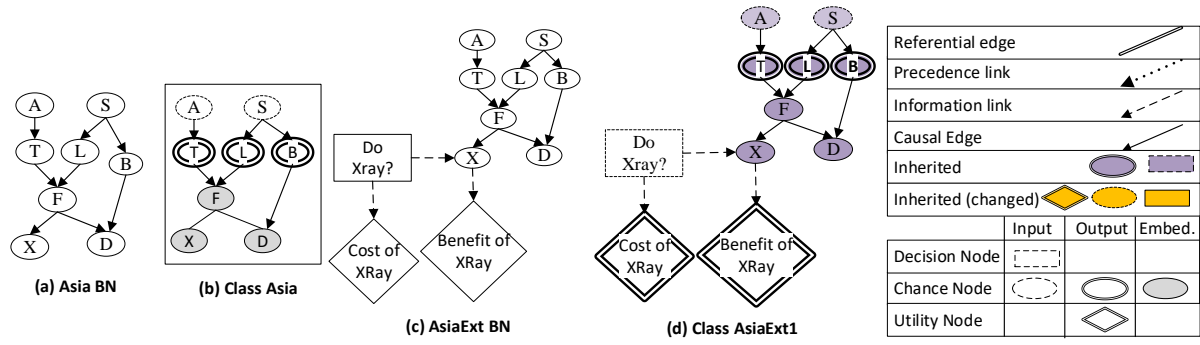 A
S
T
L
B
F
X
D
(a) Asia BN
A
S
T
L
B
F
X
D
(b) Class Asia
A
S
T
L
B
F
Do
Xray?
X
D
Cost of
XRay
Benefit of
XRay
(c) AsiaExt BN
A
S
T
L
B
F
Do
Xray?
X
D
Cost of
XRay
Benefit of
XRay
(d) Class AsiaExt1
Referential edge
Precedence link
Information link
Causal Edge
Inherited
Inherited (changed)
Input Output Embed.
Decision Node
Chance Node
Utility Node